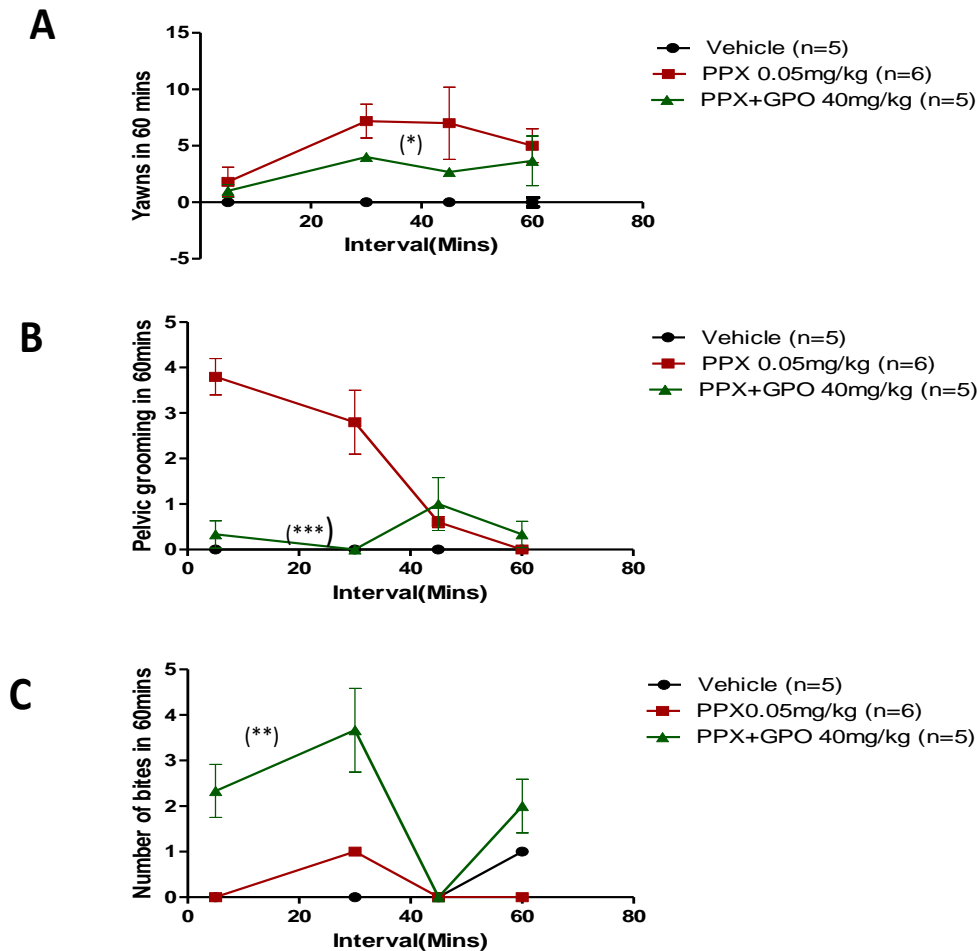 A
Yawns in 60 mins
15
10
5
0
-5
20
40
60
80
Interval(Mins)
(*)
Vehicle (n=5)
PPX 0.05mg/kg (n=6)
PPX+GPO 40mg/kg (n=5)
B
Pelvic grooming in 60mins
5
4
3
2
1
0
0
20
40
60
80
Interval(Mins)
(***)
Vehicle (n=5)
PPX 0.05mg/kg (n=6)
PPX+GPO 40mg/kg (n=5)
C
Number of bites in 60mins
5
4
3
2
1
0
0
20
40
60
80
Interval(Mins)
(**)
Vehicle (n=5)
PPX0.05mg/kg (n=6)
PPX+GPO 40mg/kg (n=5)